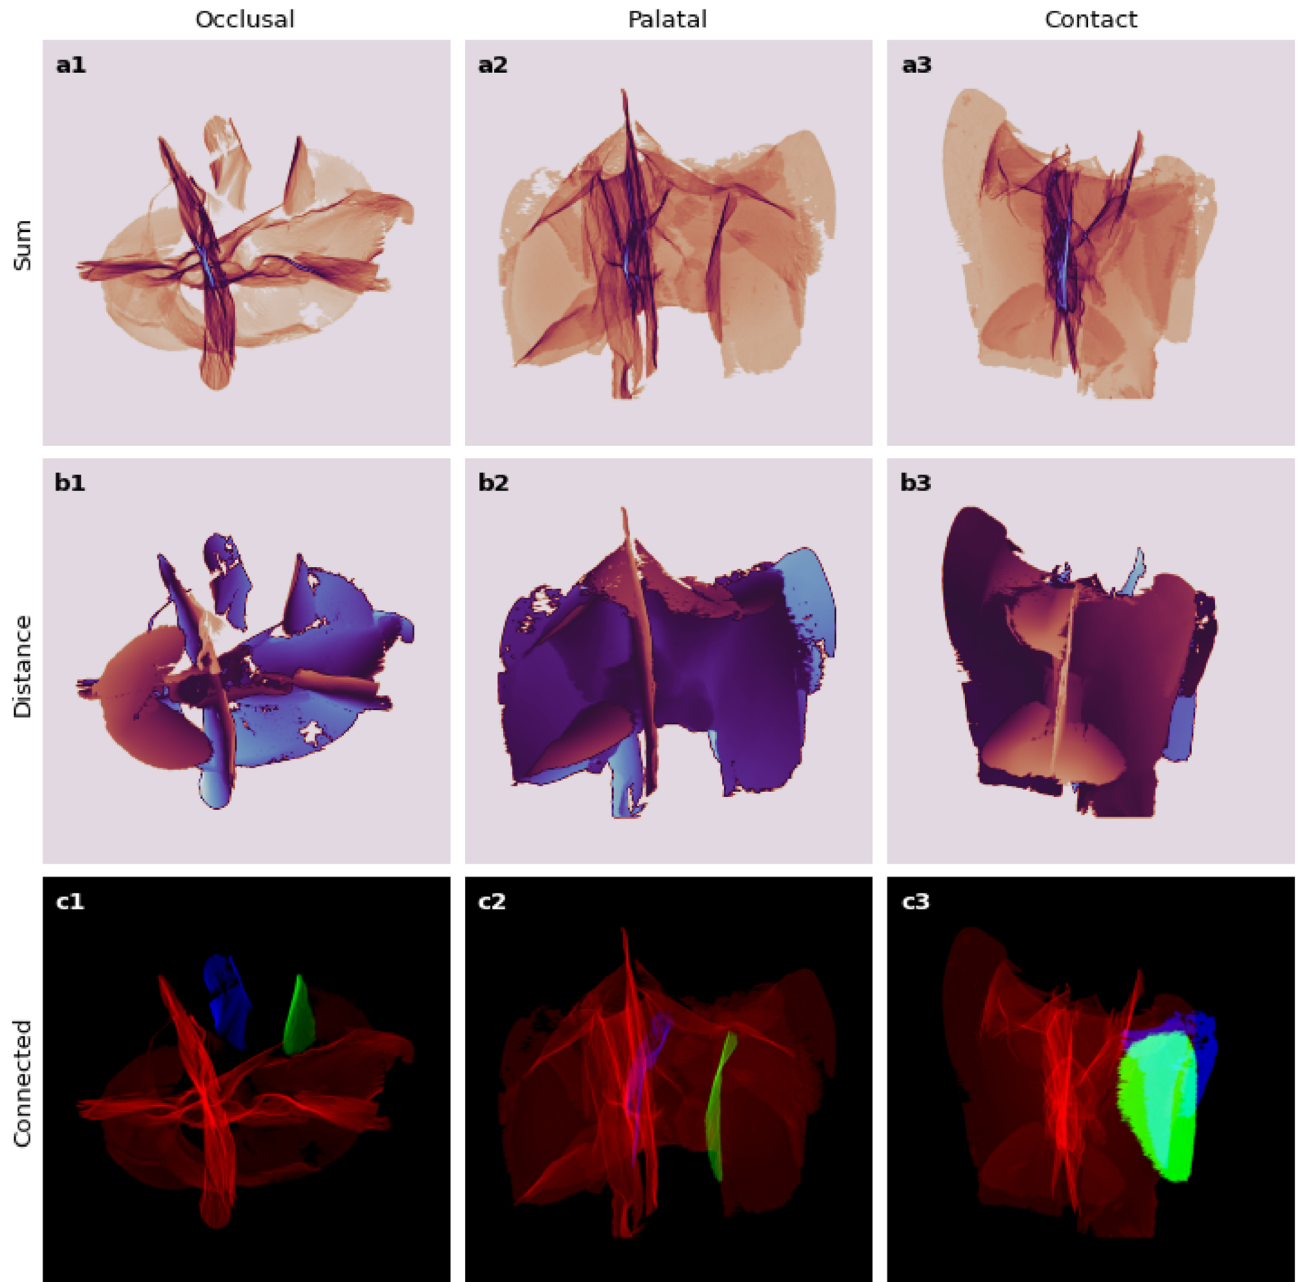 Occlusal Palatal Contact
Sum
a1 a2 a3
Distance
b1 b2 b3
Connected
c1 c2 c3